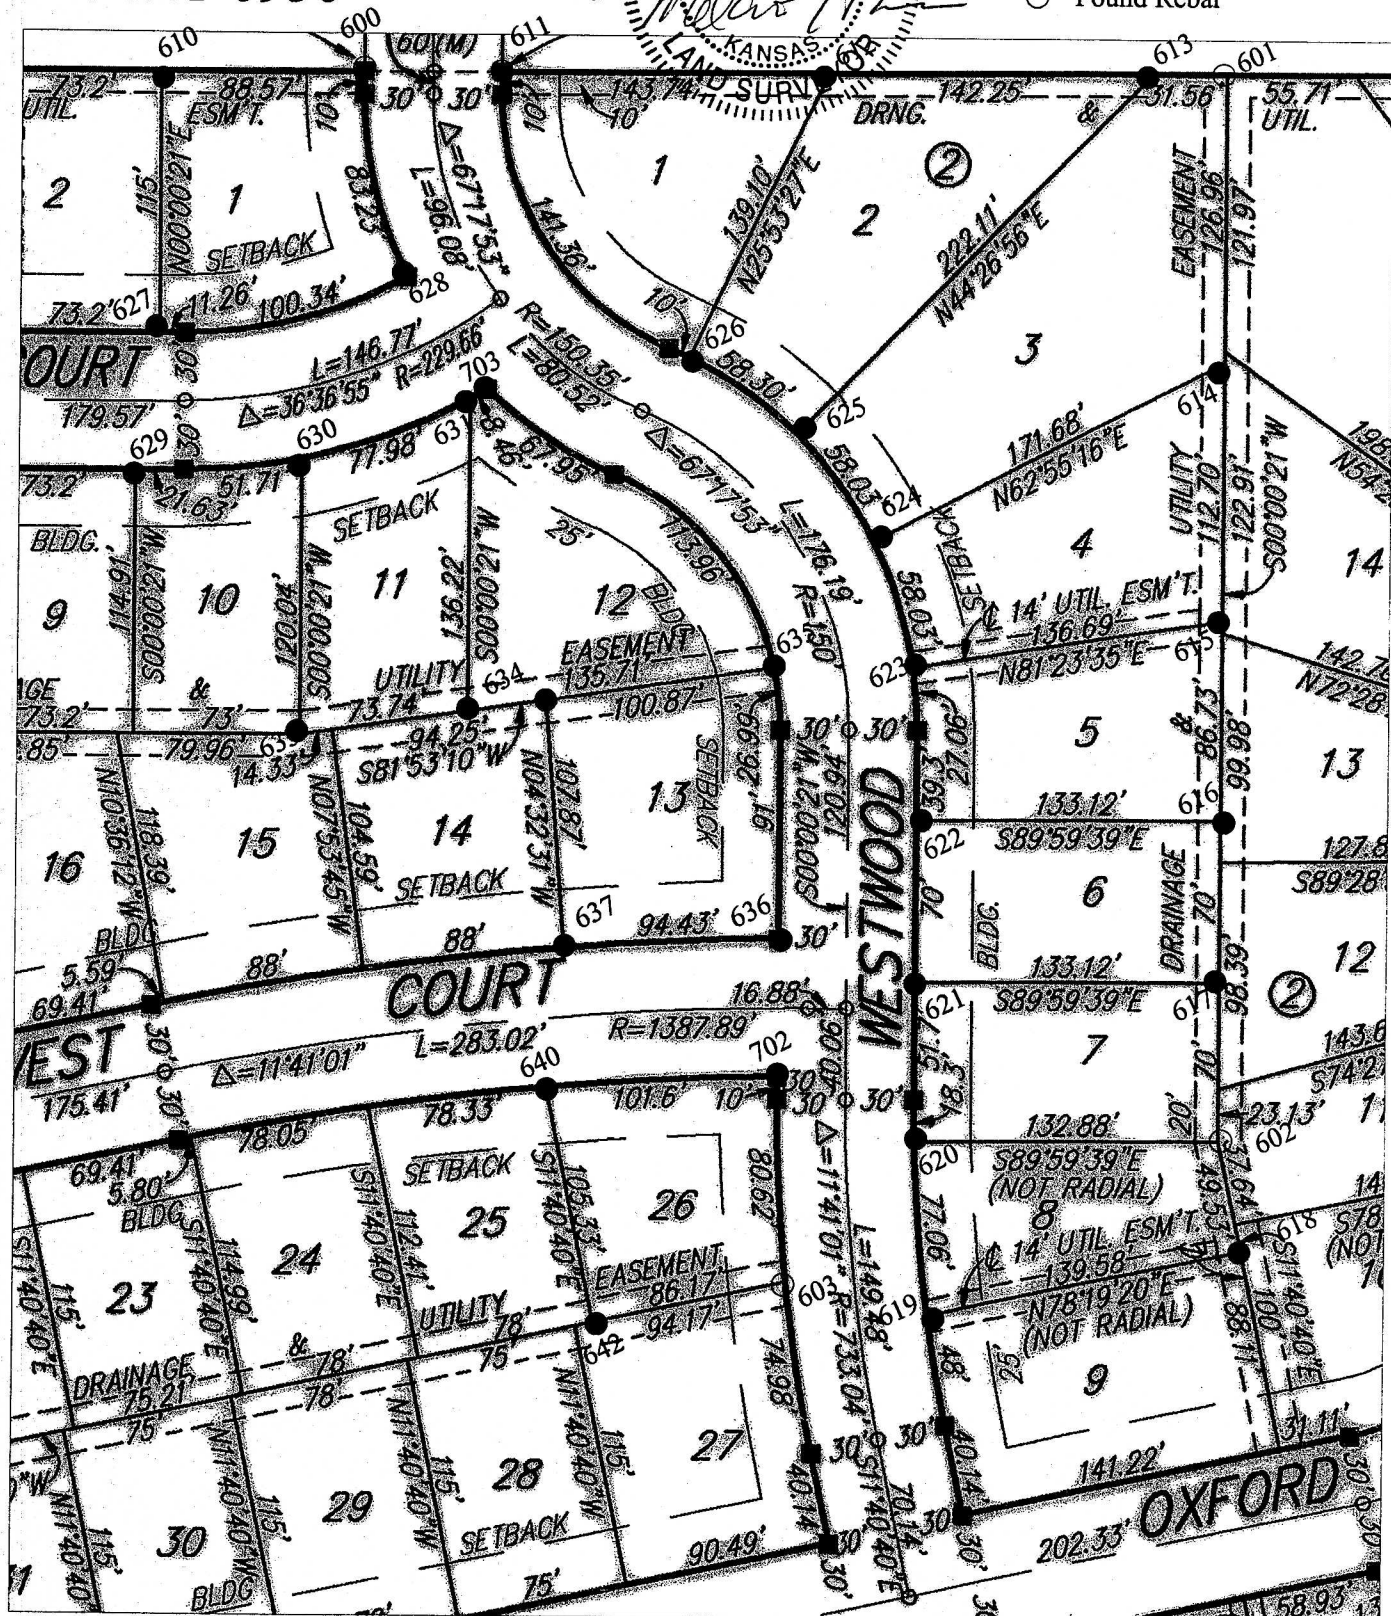 Found Rebar
KANSAS
LAND SURVEYOR
610
600
60'(M)
611
613
601
73.2'
88.57'
30'
30'
143.74'
142.25'
31.56'
55.71'
UTIL.
ESM'T.
10'
10'
10'
DRNG.
&
UTIL.
2
115'
N00°00'21"E
1
SETBACK
83.23'
L=96.08'
Δ=67°17'53"
141.36'
1
139.10'
N25°53'27"E
2
2
222.11'
N44°26'56"E
EASEMENT
126.96'
121.97'
73.2'
627
11.26'
100.34'
628
10'
626
COURT
30'
L=146.77'
R=229.66'
Δ=36°36'55"
703
R=150.35'
L=80.52'
58.30'
3
179.57'
629
30'
630
631
8.46'
67.95'
625
614
171.68'
N62°55'16"E
73.2'
21.63'
51.71'
77.98'
Δ=67°17'53"
58.03'
624
UTILITY
112.70'
122.91'
S00°00'21"W
BLDG.
SETBACK
25'
113.96'
L=176.19'
R=150'
SETBACK
4
14
9
114.91'
S00°00'21"W
10
120.04'
S00°00'21"W
11
136.22'
S00°00'21"W
12
BLDG.
58.03'
℄ 14' UTIL. ESM'T.
136.69'
N81°23'35"E
615
&
73.2'
73'
UTILITY
73.74'
634
EASEMENT
135.71'
100.87'
623
79.96'
14.33'
94.25'
S81°53'10"W
26.99'
30'
30'
27.06'
39.3'
5
&
86.73'
99.98'
13
N10°36'12"W
118.39'
15
N07°53'45"W
104.59'
14
N04°32'31"W
107.87'
13
SETBACK
S00°00'21"W
120.94'
WESTWOOD
133.12'
S89°59'39"E
616
622
16
SETBACK
BLDG.
637
94.43'
636
30'
70'
6
BLDG.
DRAINAGE
70'
98.39'
12
2
5.59'
69.41'
88'
88'
COURT
133.12'
S89°59'39"E
621
WEST
30'
30'
175.41'
Δ=11°41'01"
L=283.02'
R=1387.89'
16.88'
640
702
30'
10'
30'
30'
40.06'
18.3'
7
70'
20'
69.41'
5.80'
BLDG.
78.05'
78.33'
101.6'
620
132.88'
S89°59'39"E
(NOT RADIAL)
23.13'
602
37.64'
49.53'
SETBACK
80.62'
Δ=11°41'01"
L=149.48'
R=733.04'
77.06'
8
℄ 14' UTIL. ESM'T.
139.58'
N78°19'20"E
(NOT RADIAL)
618
23
S11°40'40"E
115'
24
S11°40'40"E
114.99'
S11°40'40"E
112.41'
25
S11°40'40"E
105.33'
26
EASEMENT
86.17'
94.17'
603
619
DRAINAGE
&
UTILITY
75.21'
75'
78'
78'
78'
75'
642
74.98'
48'
25'
9
88.11'
100'
S11°40'40"E
N11°40'40"W
115'
30
N11°40'40"W
115'
29
N11°40'40"W
115'
28
N11°40'40"W
115'
27
30'
30'
40.14'
40.14'
S11°40'40"E
70.14'
141.22'
31.11'
OXFORD
BLDG.
SETBACK
75'
90.49'
30'
30'
30'
30'
202.33'
30'
30'
58.93'